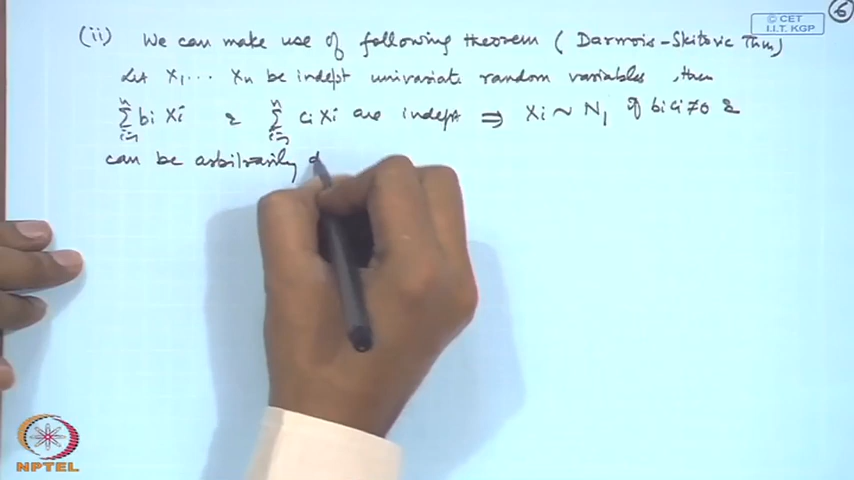 6
© CET
I.I.T. KGP
(ii) We can make use of following theorem (Darmois-Skitovic Thm)
Let X1 ... Xn be indept univariate random variables, then
n∑i=1 bi Xi & n∑i=1 ci Xi are indept ⇒ Xi ~ N1 if bi ci ≠ 0 &
can be arbitrarily
NPTEL